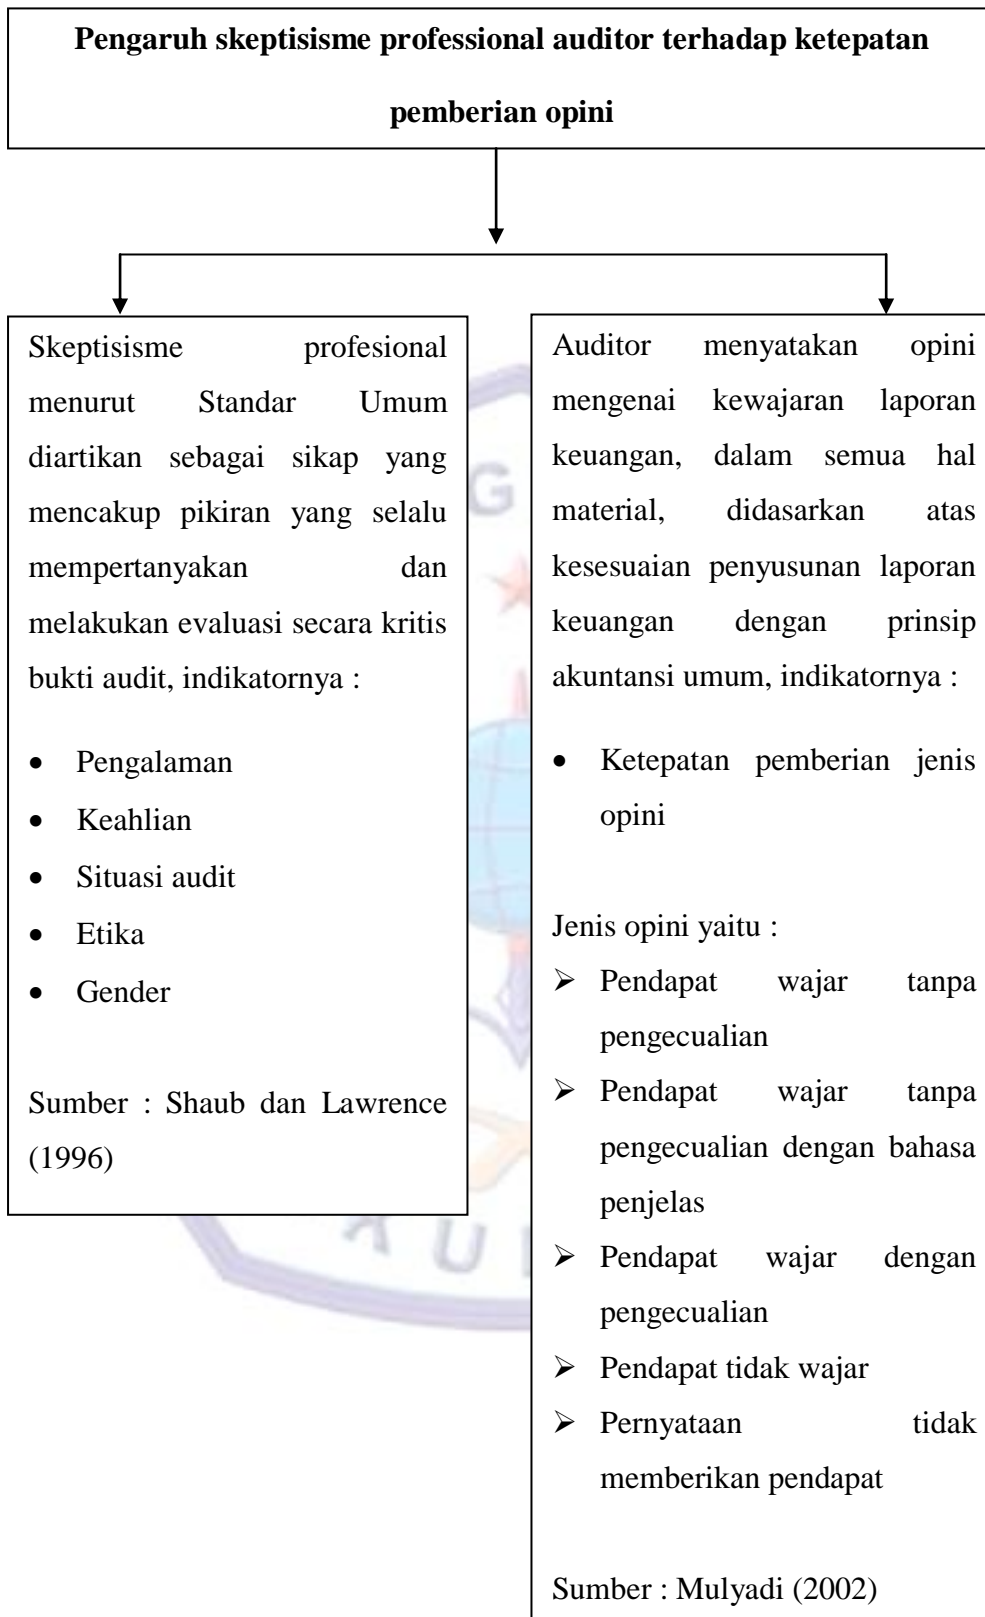 Pengaruh skeptisisme professional auditor terhadap ketepatan
pemberian opini
Skeptisisme profesional
menurut Standar Umum
diartikan sebagai sikap yang
mencakup pikiran yang selalu
mempertanyakan dan
melakukan evaluasi secara kritis
bukti audit, indikatornya :
• Pengalaman
• Keahlian
• Situasi audit
• Etika
• Gender
Sumber : Shaub dan Lawrence
(1996)
Auditor menyatakan opini
mengenai kewajaran laporan
keuangan, dalam semua hal
material, didasarkan atas
kesesuaian penyusunan laporan
keuangan dengan prinsip
akuntansi umum, indikatornya :
• Ketepatan pemberian jenis
opini
Jenis opini yaitu :
➢ Pendapat wajar tanpa
pengecualian
➢ Pendapat wajar tanpa
pengecualian dengan bahasa
penjelas
➢ Pendapat wajar dengan
pengecualian
➢ Pendapat tidak wajar
➢ Pernyataan tidak
memberikan pendapat
Sumber : Mulyadi (2002)